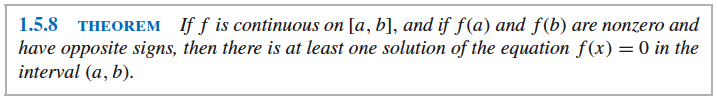 1.5.8 THEOREM If f is continuous on [a, b], and if f(a) and f(b) are nonzero and
have opposite signs, then there is at least one solution of the equation f(x) = 0 in the
interval (a, b).